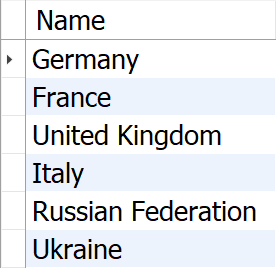 Name
Germany
France
United Kingdom
Italy
Russian Federation
Ukraine